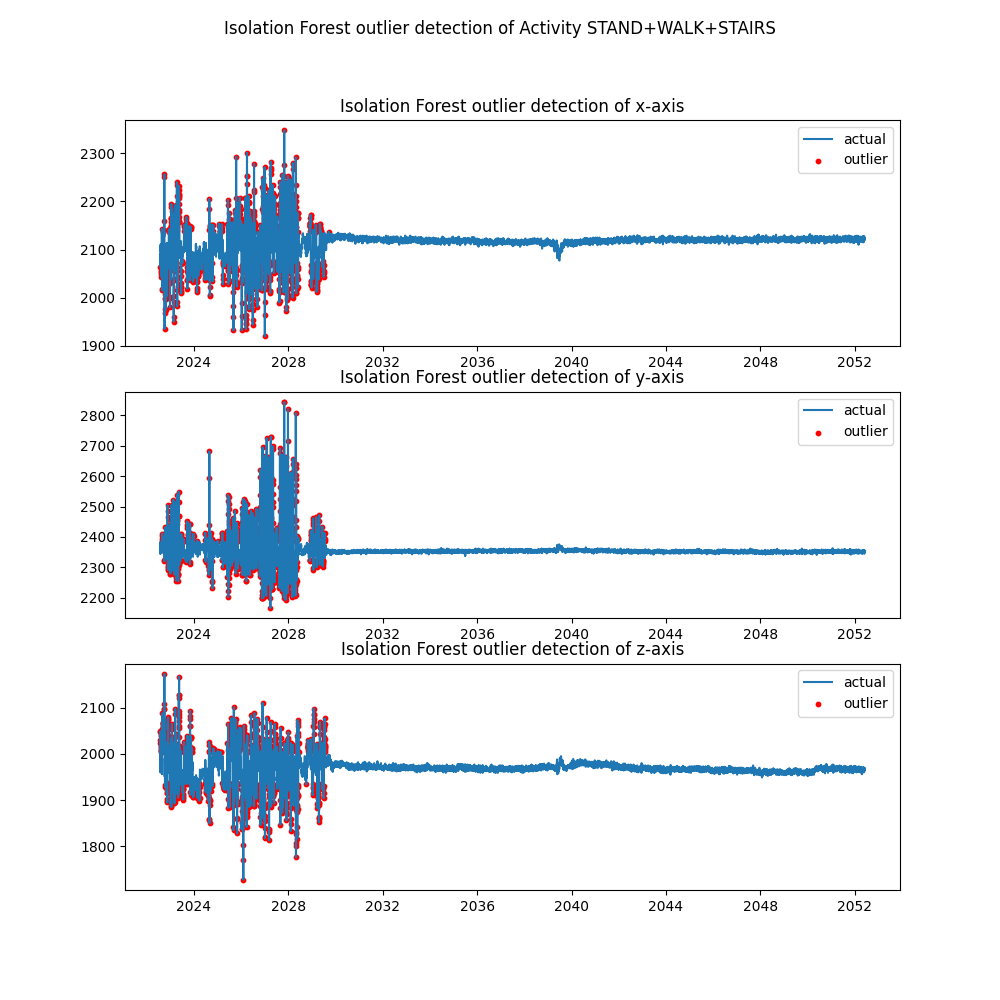 Isolation Forest outlier detection of Activity STAND+WALK+STAIRS
Isolation Forest outlier detection of x-axis
2300
2200
2100
2000
1900
actual
outlier
2024 2028 2032 2036 2040 2044 2048 2052
Isolation Forest outlier detection of y-axis
2800
2700
2600
2500
2400
2300
2200
actual
outlier
2024 2028 2032 2036 2040 2044 2048 2052
Isolation Forest outlier detection of z-axis
2100
2000
1900
1800
actual
outlier
2024 2028 2032 2036 2040 2044 2048 2052